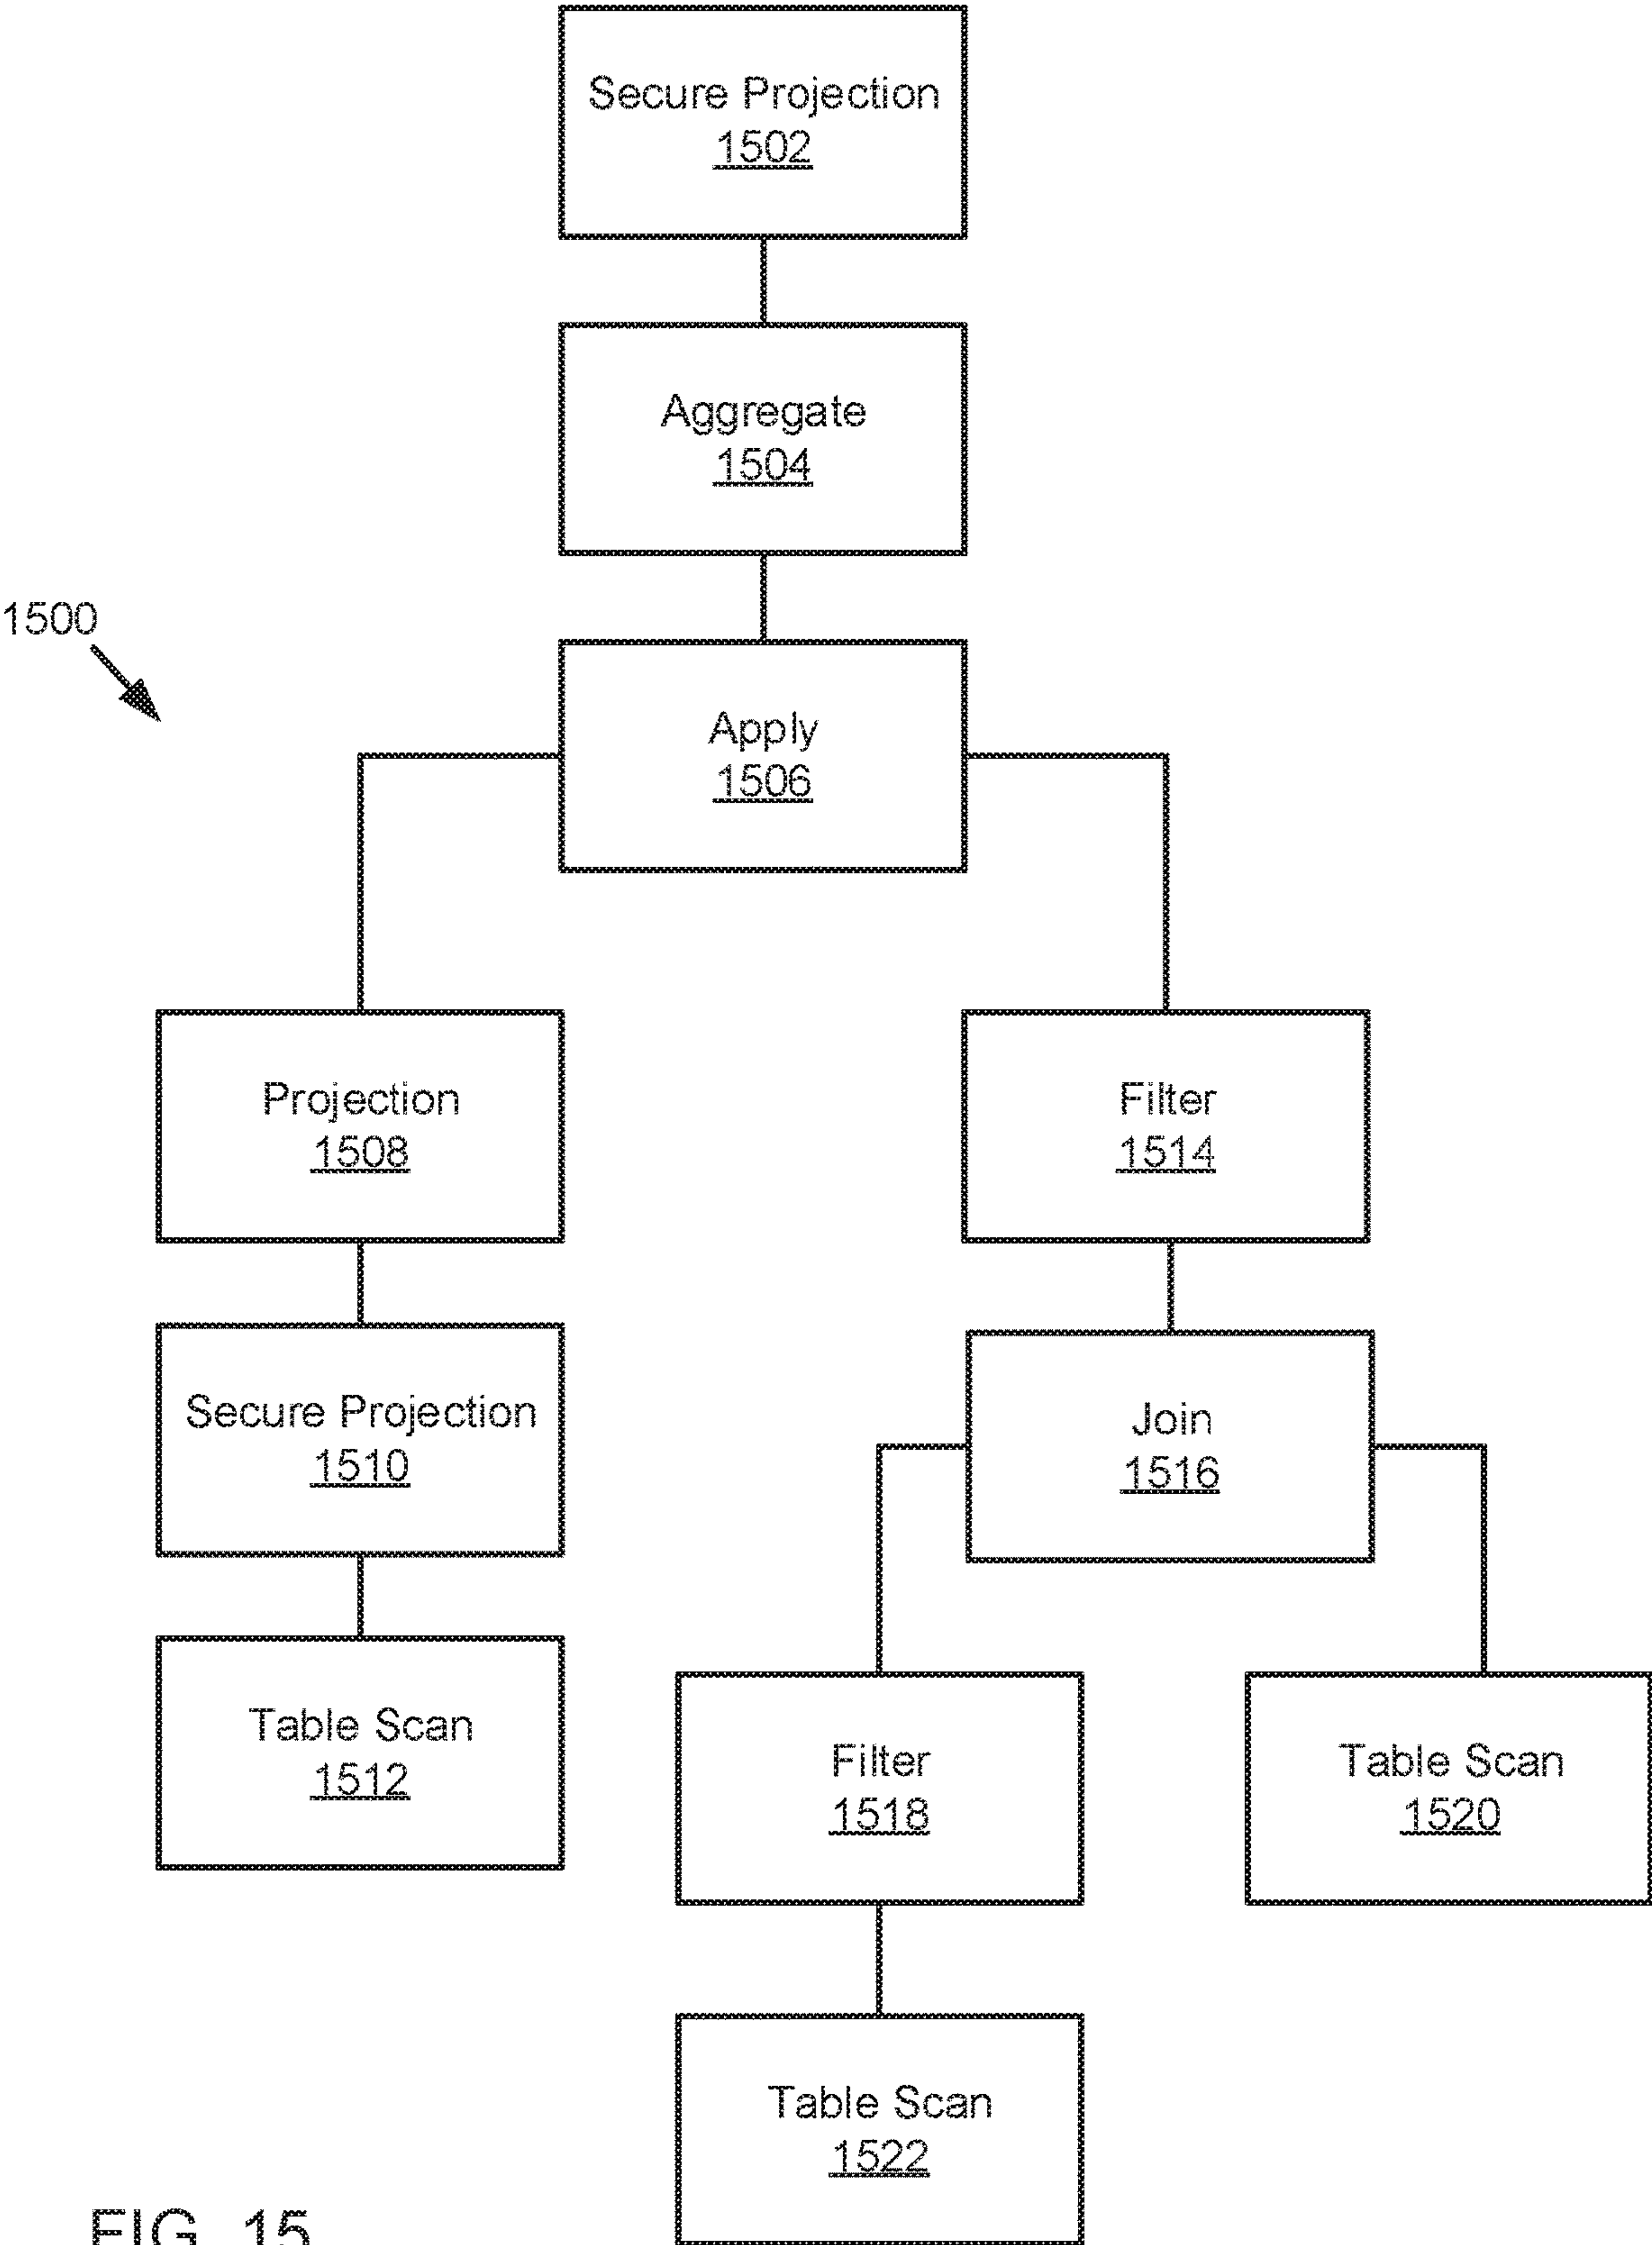 Secure Projection
1502
Aggregate
1504
1500
Apply
1506
Projection
1508
Filter
1514
Secure Projection
1510
Join
1516
Table Scan
1512
Filter
1518
Table Scan
1520
Table Scan
1522
FIG. 15